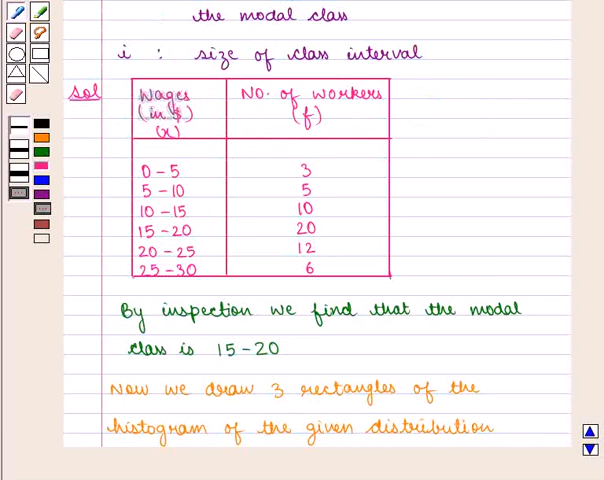 the modal class
i : size of class interval
Sol
Wages No. of workers
(in $) (f)
(x)
0-5 3
5-10 5
10-15 10
15-20 20
20-25 12
25-30 6
By inspection we find that the modal
class is 15-20
Now we draw 3 rectangles of the
histogram of the given distribution